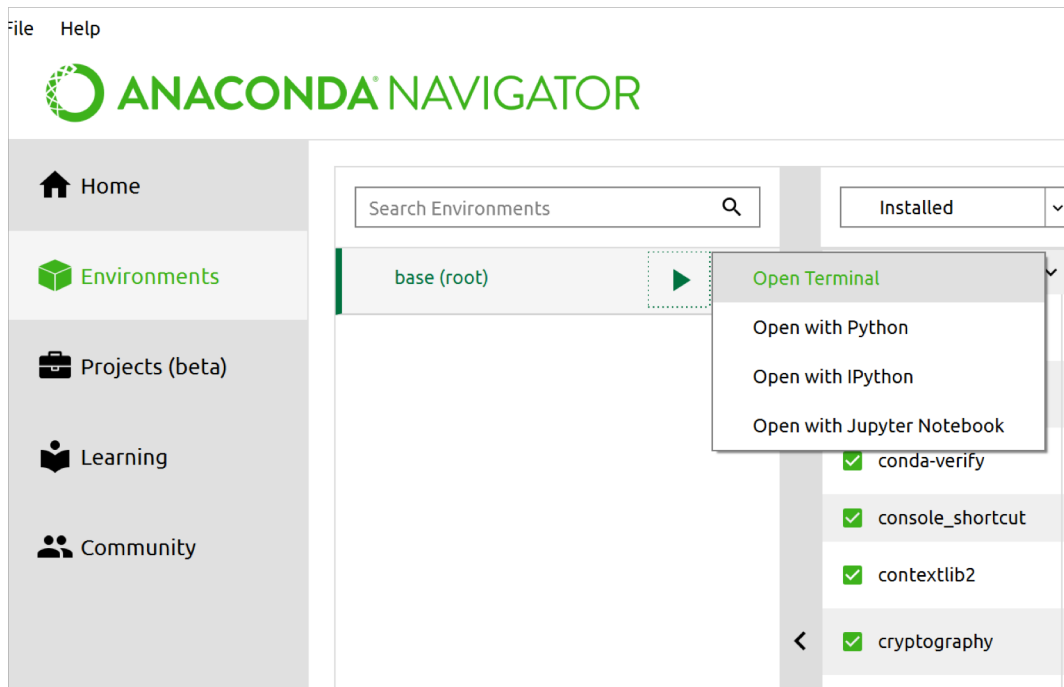 File Help
ANACONDA NAVIGATOR
Home
Environments
Projects (beta)
Learning
Community
Search Environments
base (root)
Open Terminal
Open with Python
Open with IPython
Open with Jupyter Notebook
Installed
conda-verify
console_shortcut
contextlib2
cryptography